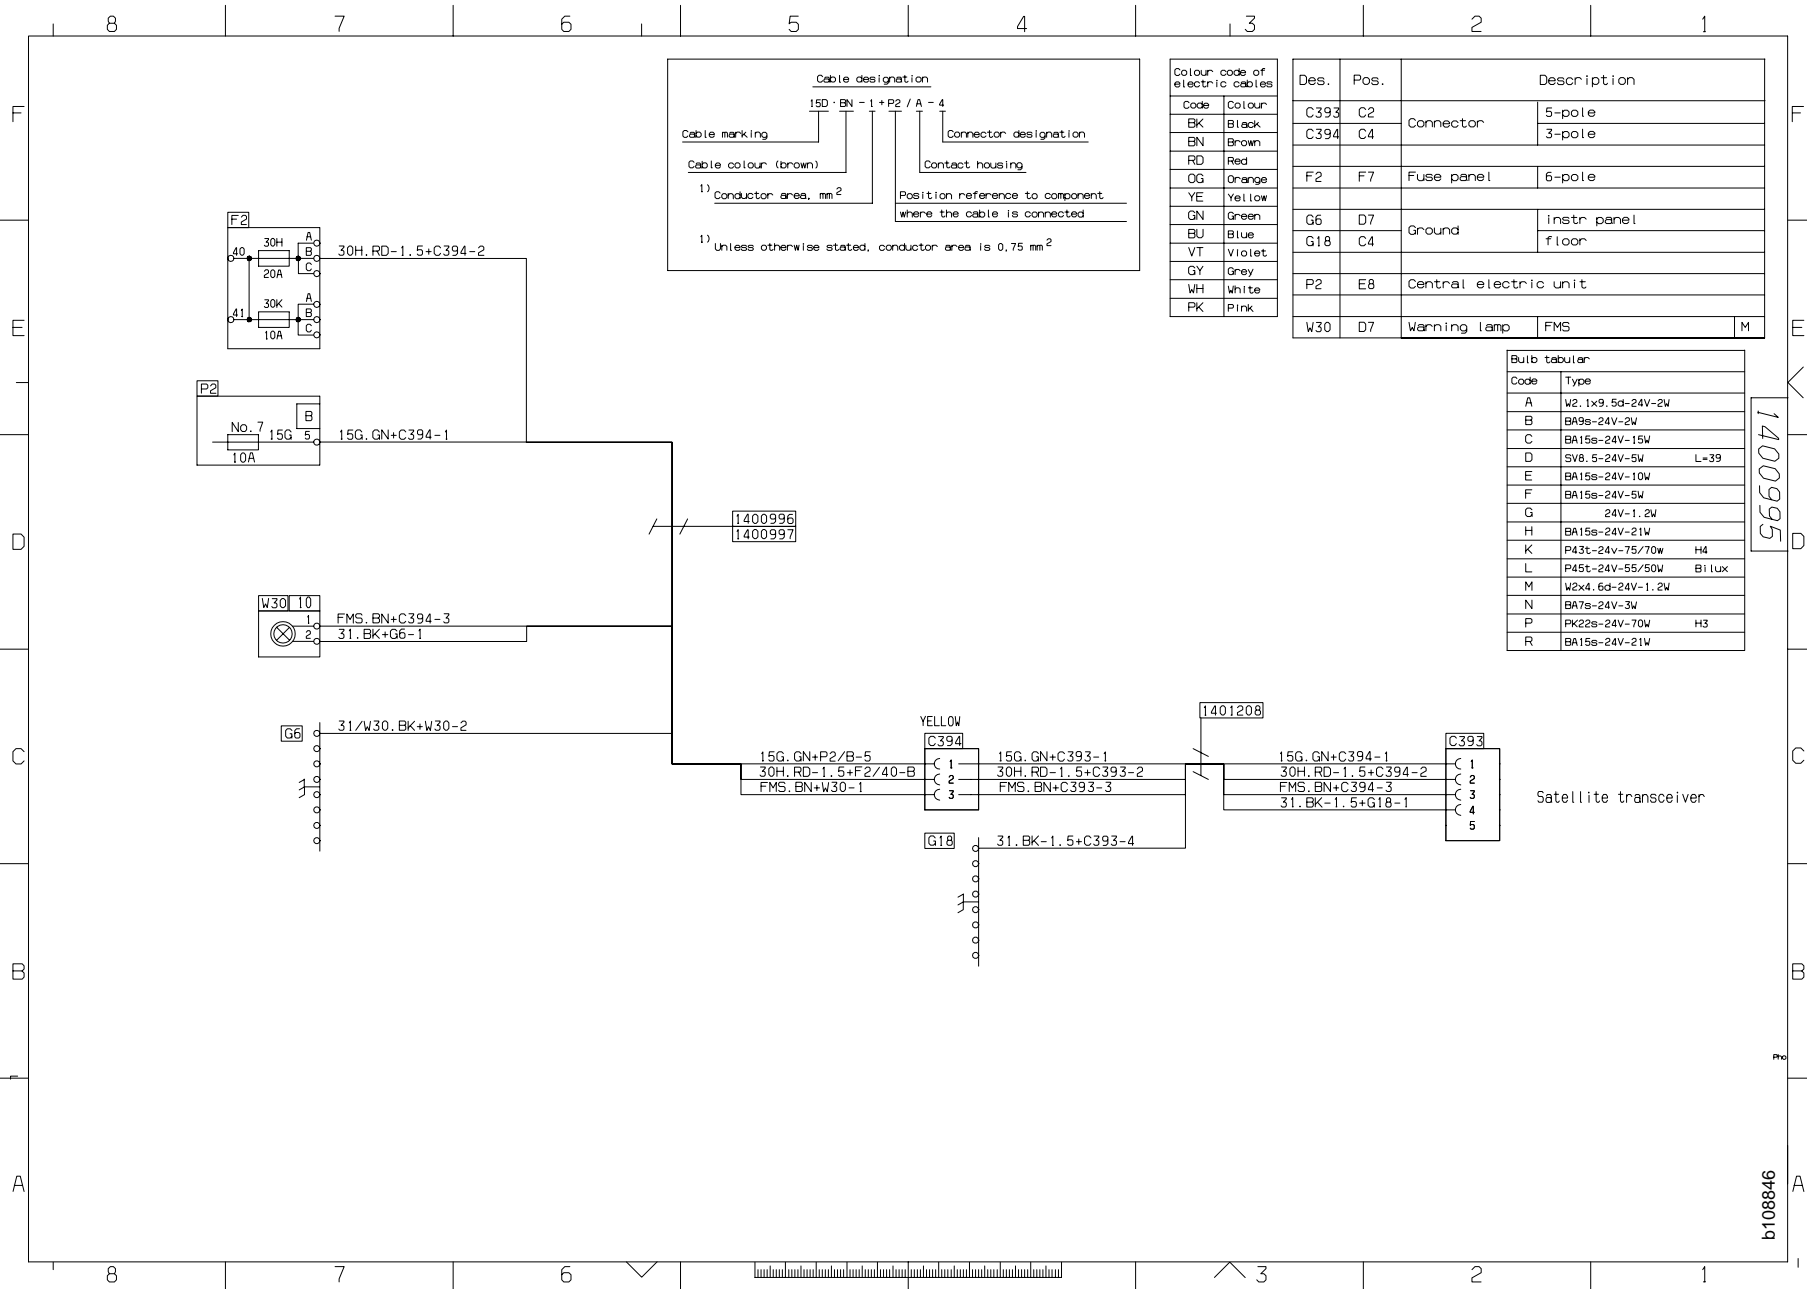 8 7 6 5 4 3 2 1
F
E
D
C
B
A
Cable designation
15D · BN - 1 + P2 / A - 4
Cable marking
Connector designation
Cable colour (brown)
Contact housing
1) Conductor area, mm 2
Position reference to component
where the cable is connected
1) Unless otherwise stated, conductor area is 0,75 mm 2
Colour code of
electric cables
Code Colour
BK Black
BN Brown
RD Red
OG Orange
YE Yellow
GN Green
BU Blue
VT Violet
GY Grey
WH White
PK Pink
Des. Pos. Description
C393 C2 Connector 5-pole
C394 C4 3-pole
F2 F7 Fuse panel 6-pole
G6 D7 Ground instr panel
G18 C4 floor
P2 E8 Central electric unit
W30 D7 Warning lamp FMS M
Bulb tabular
Code Type
A W2.1x9.5d-24V-2W
B BA9s-24V-2W
C BA15s-24V-15W
D SV8.5-24V-5W L=39
E BA15s-24V-10W
F BA15s-24V-5W
G 24V-1.2W
H BA15s-24V-21W
K P43t-24v-75/70w H4
L P45t-24V-55/50W Bilux
M W2x4.6d-24V-1.2W
N BA7s-24V-3W
P PK22s-24V-70W H3
R BA15s-24V-21W
1400995
F2
40 30H 20A A B C
30H.RD-1.5+C394-2
41 30K 10A A B C
P2
B
No.7 15G 5
10A
15G.GN+C394-1
1400996
1400997
W30 10
1 FMS.BN+C394-3
2 31.BK+G6-1
G6 31/W30.BK+W30-2
YELLOW
C394
15G.GN+P2/B-5 1 15G.GN+C393-1
30H.RD-1.5+F2/40-B 2 30H.RD-1.5+C393-2
FMS.BN+W30-1 3 FMS.BN+C393-3
G18 31.BK-1.5+C393-4
1401208
C393
15G.GN+C394-1 1
30H.RD-1.5+C394-2 2
FMS.BN+C394-3 3
31.BK-1.5+G18-1 4
5
Satellite transceiver
Pho
b108846
F
E
D
C
B
A
8 7 6 3 2 1